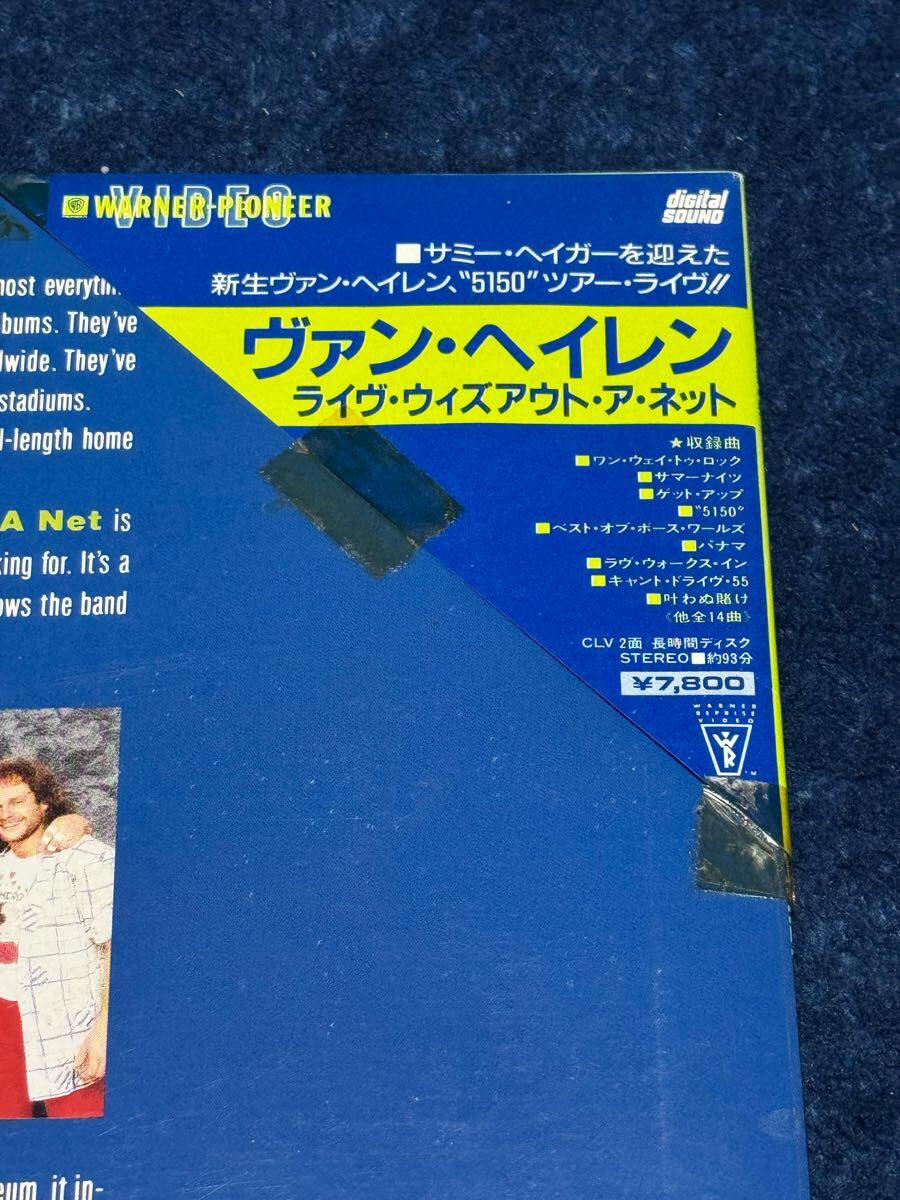 VIDEO
WARNER-PIONEER
digital
SOUND
■サミー・ヘイガーを迎えた
新生ヴァン・ヘイレン、"5150"ツアー・ライヴ!!
ヴァン・ヘイレン
ライヴ・ウィズアウト・ア・ネット
★収録曲
■ワン・ウェイ・トゥ・ロック
■サマーナイツ
■ゲット・アップ
■"5150"
■ベスト・オブ・ボース・ワールズ
■パナマ
■ラヴ・ウォークス・イン
■キャント・ドライヴ・55
■叶わぬ賭け
《他全14曲》
CLV 2面 長時間ディスク
STEREO■約93分
¥7,800
WARNER
REPRISE
VIDEO
WR
TM
most everythi
lbums. They've
dwide. They've
stadiums.
l-length home
A Net is
king for. It's a
ows the band
eum, it in-